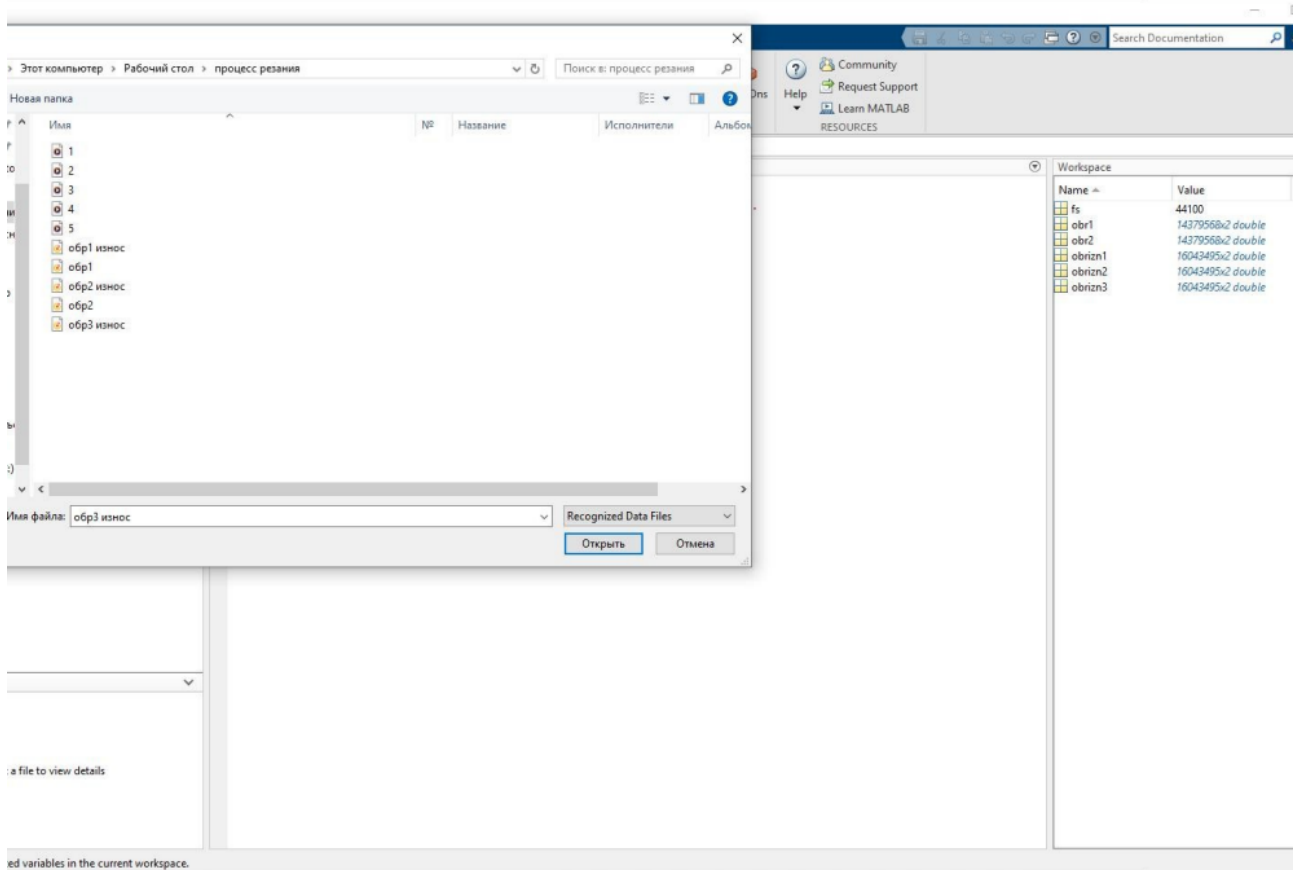 Search Documentation
> Этот компьютер > Рабочий стол > процесс резания
Поиск в: процесс резания
Community
Request Support
Learn MATLAB
Help
RESOURCES
Новая папка
Имя
№
Название
Исполнители
Альбом
1
2
3
4
5
обр1 износ
обр1
обр2 износ
обр2
обр3 износ
Workspace
Name
Value
fs
44100
obr1
14379568x2 double
obr2
14379568x2 double
obrizn1
16043495x2 double
obrizn2
16043495x2 double
obrizn3
16043495x2 double
Имя файла:
обр3 износ
Recognized Data Files
Открыть
Отмена
a file to view details
ed variables in the current workspace.